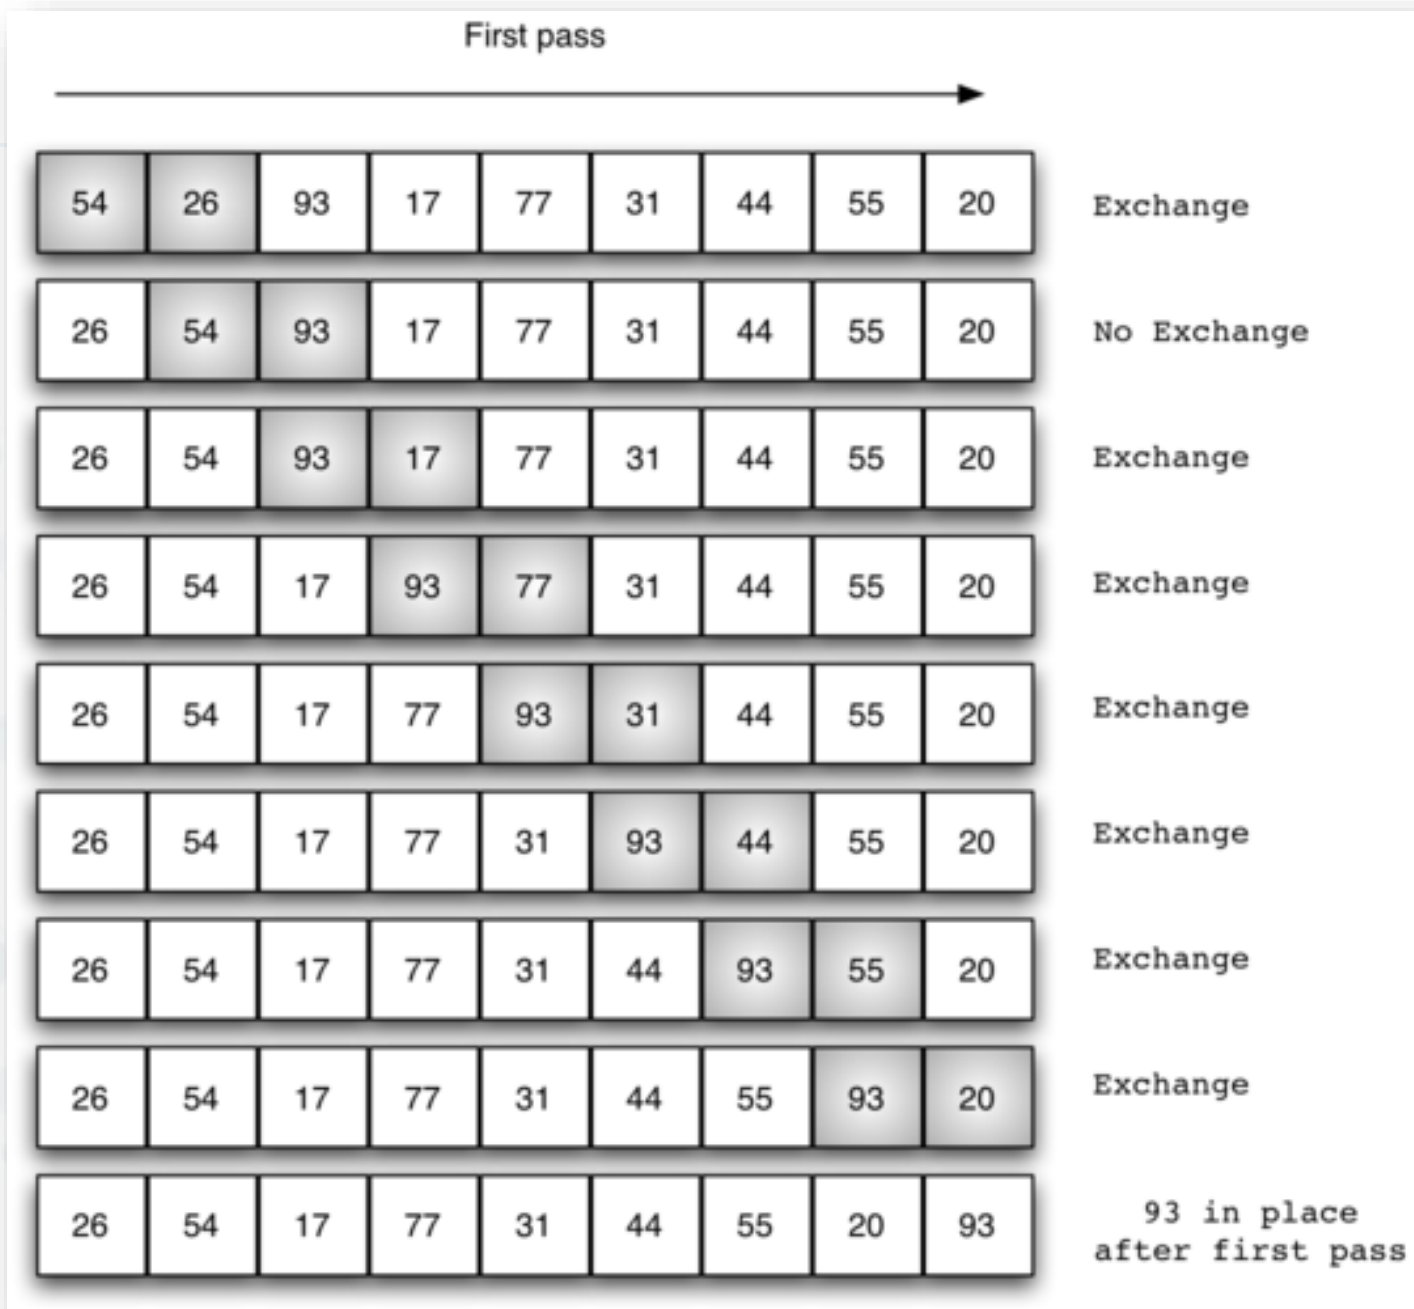 First pass
54 26 93 17 77 31 44 55 20 Exchange
26 54 93 17 77 31 44 55 20 No Exchange
26 54 93 17 77 31 44 55 20 Exchange
26 54 17 93 77 31 44 55 20 Exchange
26 54 17 77 93 31 44 55 20 Exchange
26 54 17 77 31 93 44 55 20 Exchange
26 54 17 77 31 44 93 55 20 Exchange
26 54 17 77 31 44 55 93 20 Exchange
26 54 17 77 31 44 55 20 93 93 in place
after first pass